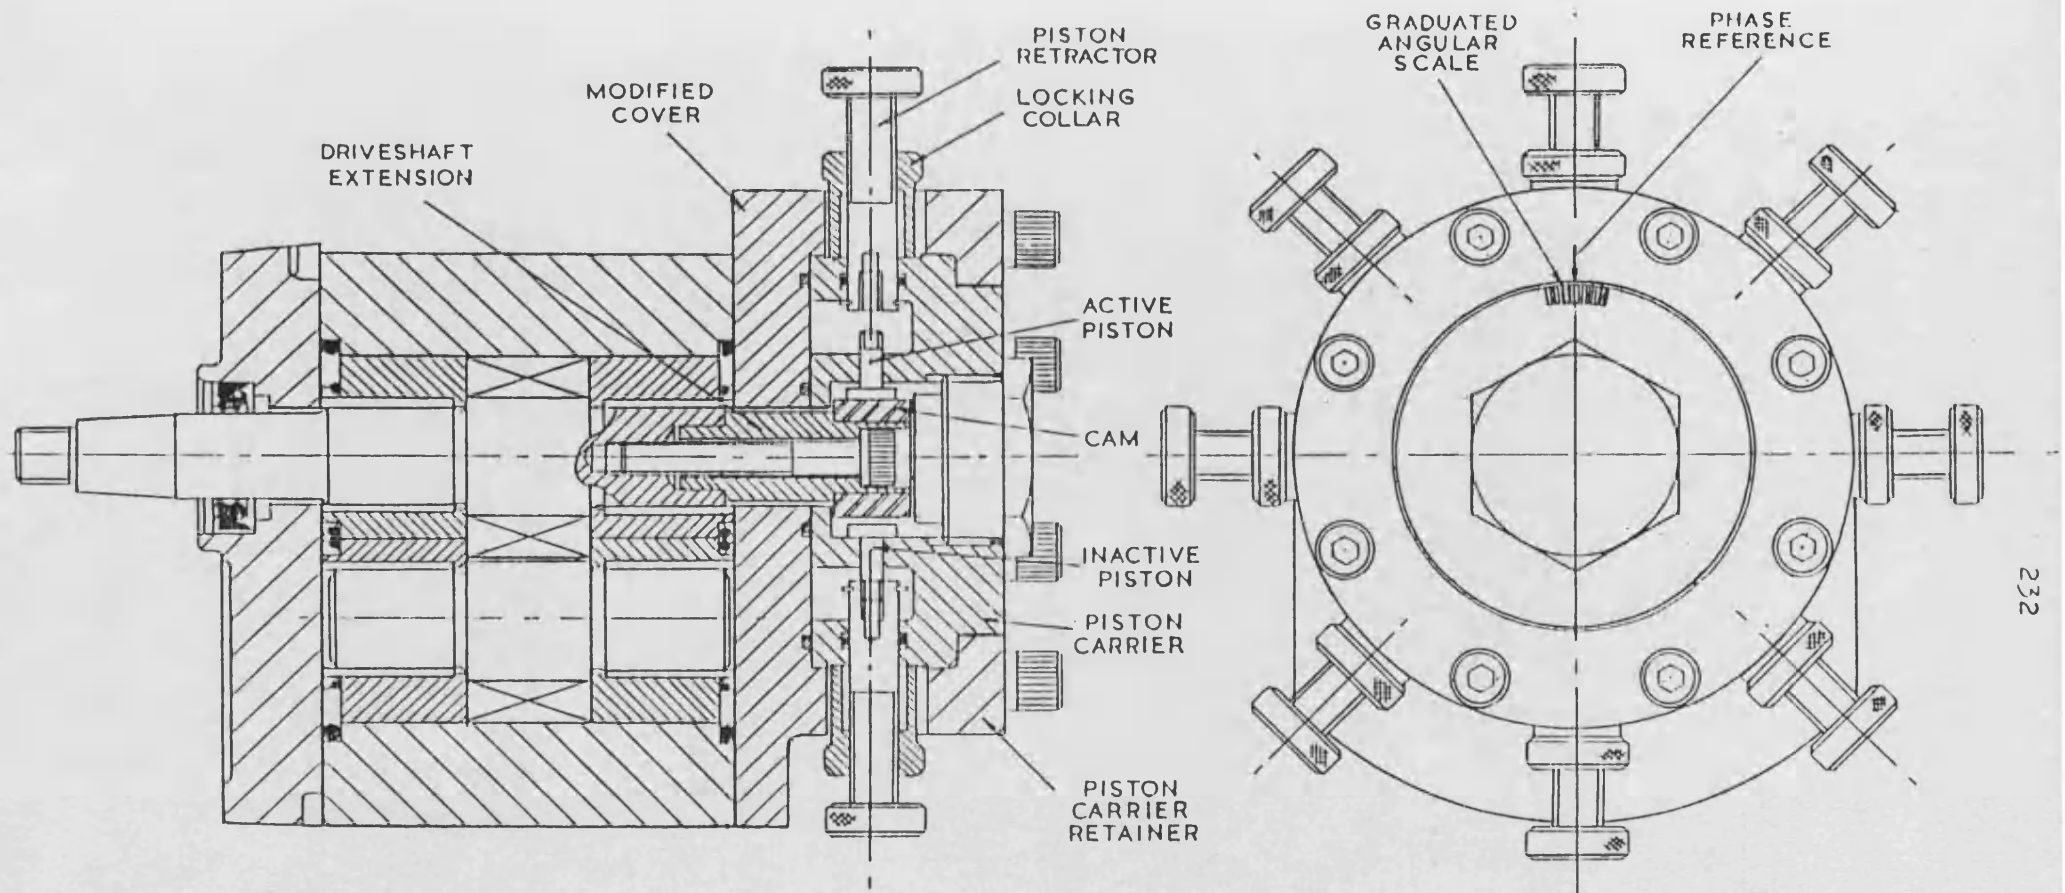 PISTON
RETRACTOR
LOCKING
COLLAR
MODIFIED
COVER
DRIVESHAFT
EXTENSION
ACTIVE
PISTON
CAM
INACTIVE
PISTON
PISTON
CARRIER
PISTON
CARRIER
RETAINER
GRADUATED
ANGULAR
SCALE
PHASE
REFERENCE
232